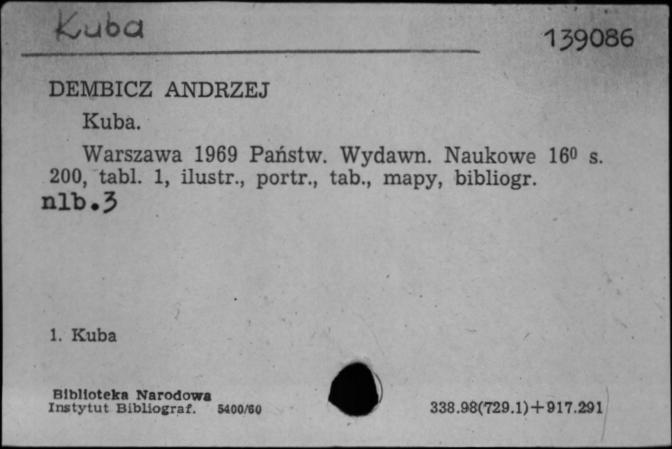 Kuba
139086
DEMBICZ ANDRZEJ
Kuba.
Warszawa 1969 Państw. Wydawn. Naukowe 16⁰ s.
200, tabl. 1, ilustr., portr., tab., mapy, bibliogr.
nlb.3
1. Kuba
Biblioteka Narodowa
Instytut Bibliograf. 5400/60
338.98(729.1)+917.291